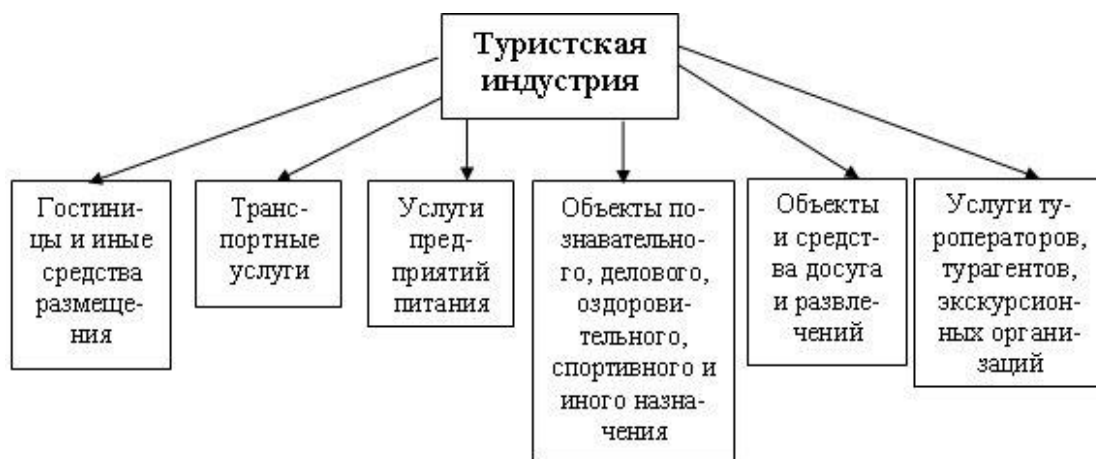 Туристская
индустрия
Гостини-
цы и иные
средства
размеще-
ния
Транс-
портные
услуги
Услуги
пред-
приятий
питания
Объекты по-
знавательно-
го, делового,
оздорови-
тельного,
спортивного и
иного назна-
чения
Объекты
и средст-
ва досуга
и развле-
чений
Услуги ту-
роператоров,
турагентов,
экскурсион-
ных органи-
заций